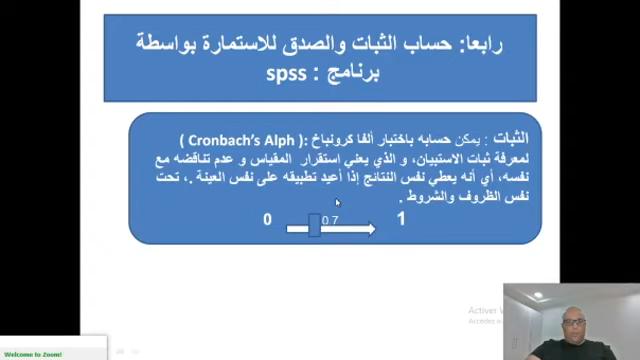 رابعا: حساب الثبات والصدق للاستمارة بواسطة
برنامج : spss
الثبات : يمكن حسابه باختبار ألفا كرونباخ :( Cronbach's Alph )
لمعرفة ثبات الاستبيان، و الذي يعني استقرار المقياس و عدم تناقضه مع
نفسه، أي أنه يعطي نفس النتائج إذا أعيد تطبيقه على نفس العينة .، تحت
نفس الظروف والشروط .
0 0 7 1
Activer
Welcome to Zoom!